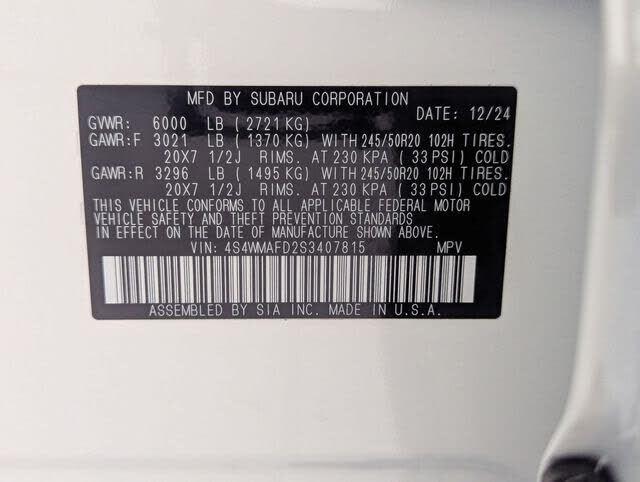 MFD BY SUBARU CORPORATION
DATE: 12/24
GVWR: 6000 LB (2721KG)
GAWR:F 3021 LB (1370 KG) WITH 245/50R20 102H TIRES.
20X7 1/2J RIMS. AT 230 KPA (33 PSI) COLD
GAWR:R 3296 LB (1495 KG) WITH 245/50R20 102H TIRES.
20X7 1/2J RIMS. AT 230 KPA (33 PSI) COLD
THIS VEHICLE CONFORMS TO ALL APPLICABLE FEDERAL MOTOR
VEHICLE SAFETY AND THEFT PREVENTION STANDARDS
IN EFFECT ON THE DATE OF MANUFACTURE SHOWN ABOVE.
VIN: 4S4WMAFD2S3407815 MPV
ASSEMBLED BY SIA INC. MADE IN U.S.A.